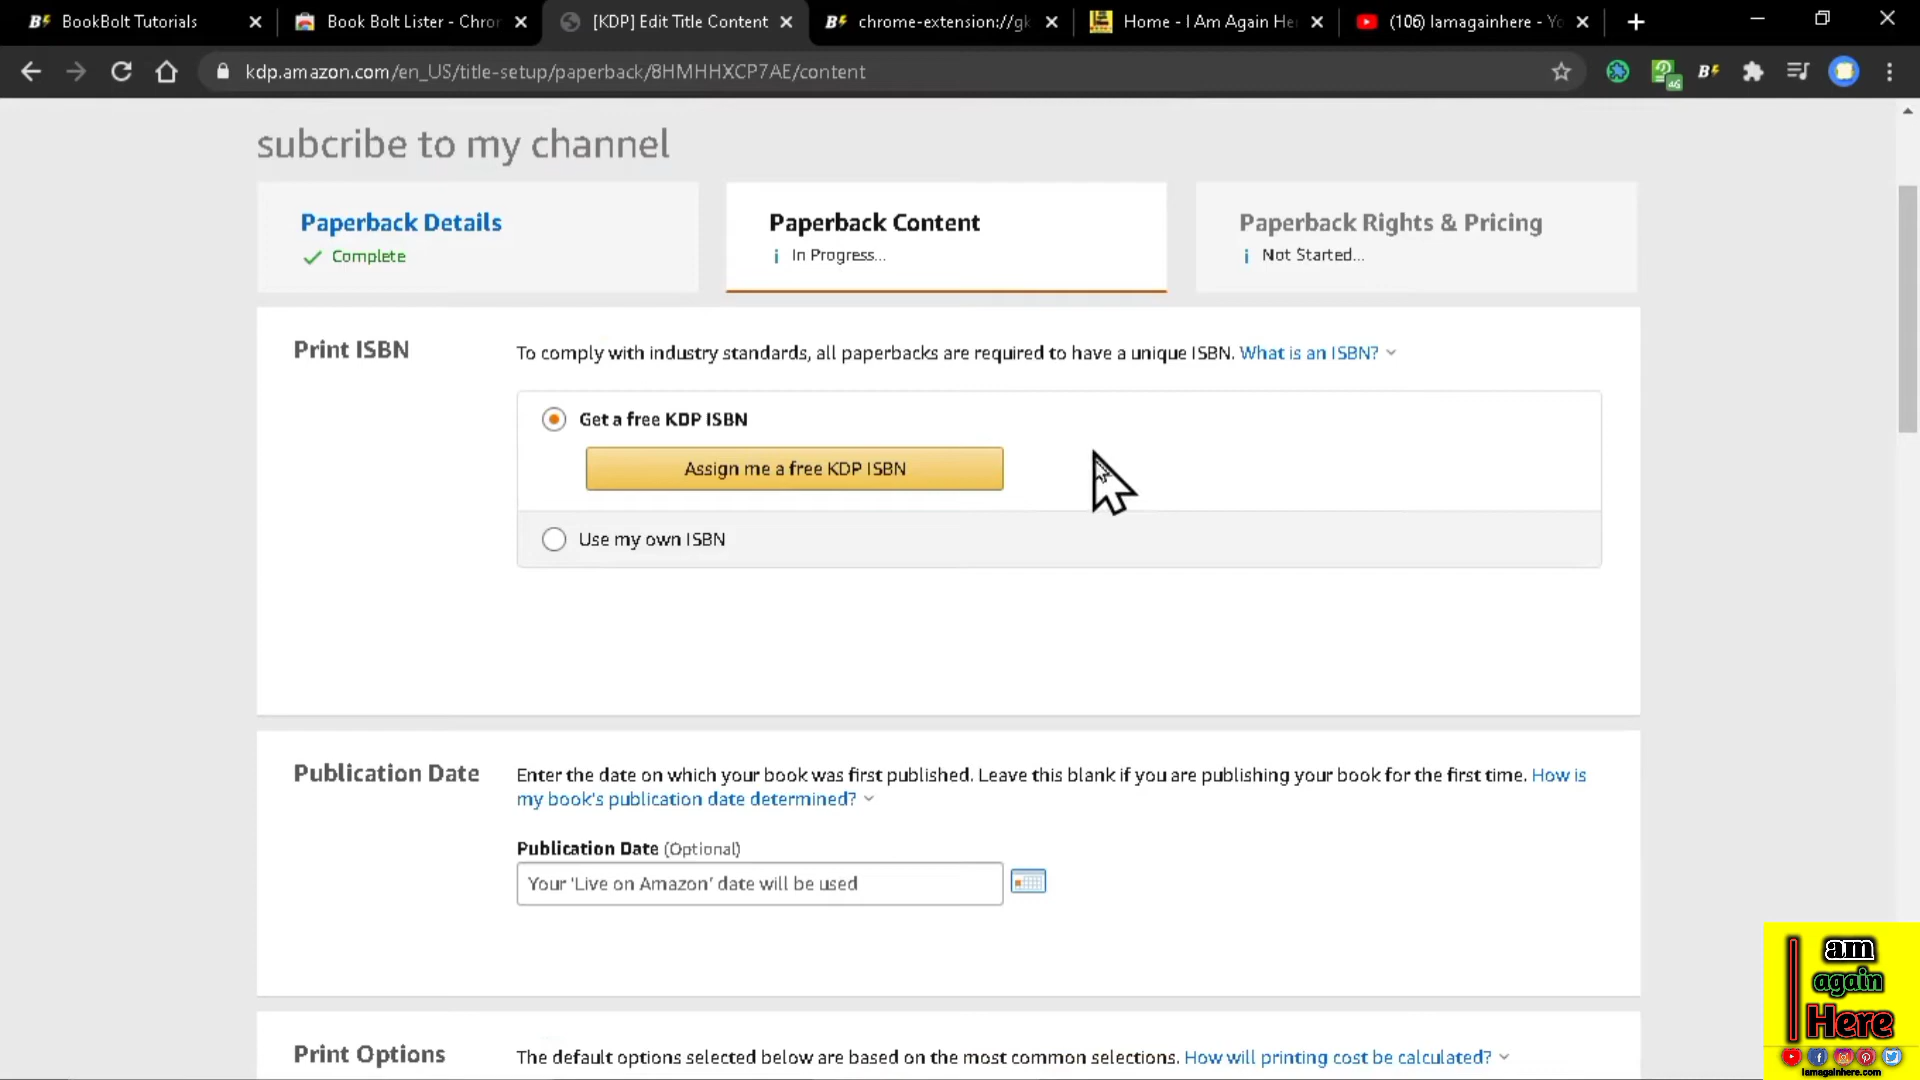 BookBolt Tutorials
Book Bolt Lister - Chro
[KDP] Edit Title Content
chrome-extension://gk
Home - I Am Again He
(106) Iamagainhere - Yo
kdp.amazon.com/en_US/title-setup/paperback/8HMHHXCP7AE/content
subcribe to my channel
Paperback Details
Complete
Paperback Content
In Progress...
Paperback Rights & Pricing
Not Started...
Print ISBN
To comply with industry standards, all paperbacks are required to have a unique ISBN. What is an ISBN?
Get a free KDP ISBN
Assign me a free KDP ISBN
Use my own ISBN
Publication Date
Enter the date on which your book was first published. Leave this blank if you are publishing your book for the first time. How is
my book's publication date determined?
Publication Date (Optional)
Your 'Live on Amazon' date will be used
Print Options
The default options selected below are based on the most common selections. How will printing cost be calculated?
I am
again
Here
Iamagainhere.com